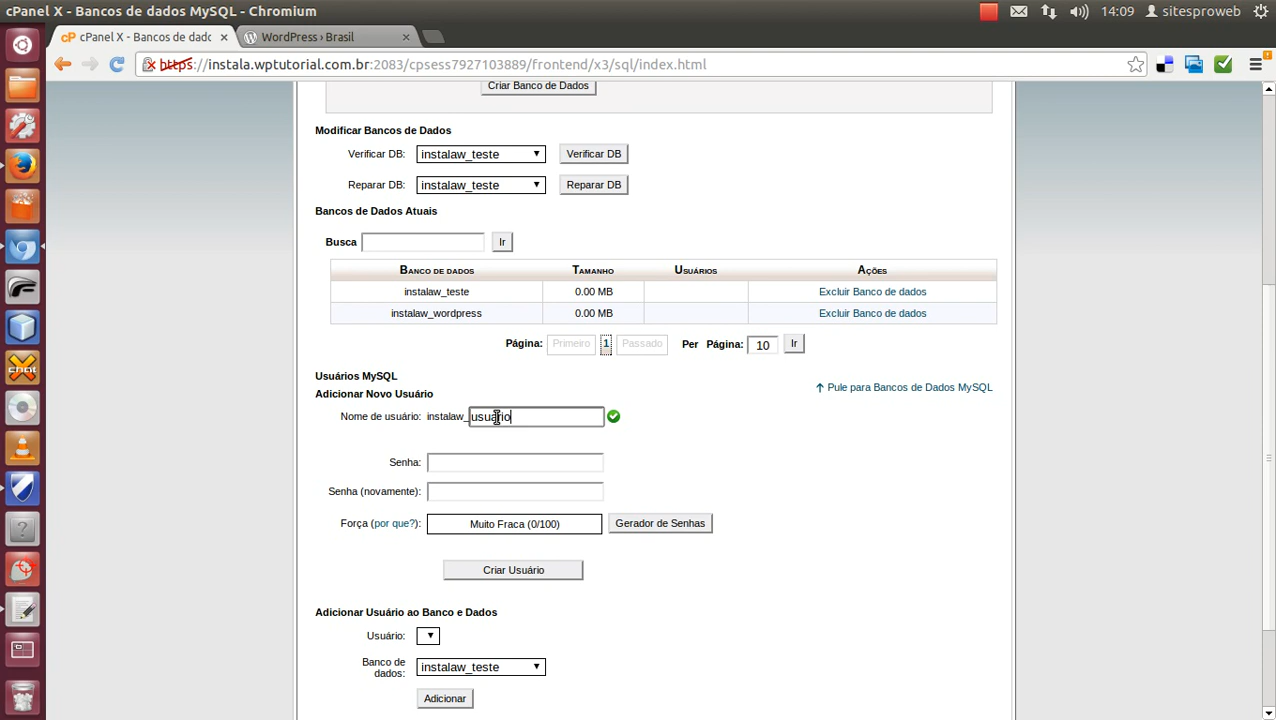 cPanel X - Bancos de dados MySQL - Chromium
14:09
sitesproweb
cPanel X - Bancos de dado
WordPress › Brasil
https://instala.wptutorial.com.br:2083/cpsess7927103889/frontend/x3/sql/index.html
Criar Banco de Dados
Modificar Bancos de Dados
Verificar DB: instalaw_teste Verificar DB
Reparar DB: instalaw_teste Reparar DB
Bancos de Dados Atuais
Busca Ir
Banco de dados Tamanho Usuários Ações
instalaw_teste 0.00 MB Excluir Banco de dados
instalaw_wordpress 0.00 MB Excluir Banco de dados
Página: Primeiro 1 Passado Per Página: 10 Ir
Usuários MySQL
Pule para Bancos de Dados MySQL
Adicionar Novo Usuário
Nome de usuário: instalaw_usuario
Senha:
Senha (novamente):
Força (por que?): Muito Fraca (0/100) Gerador de Senhas
Criar Usuário
Adicionar Usuário ao Banco e Dados
Usuário:
Banco de
dados: instalaw_teste
Adicionar